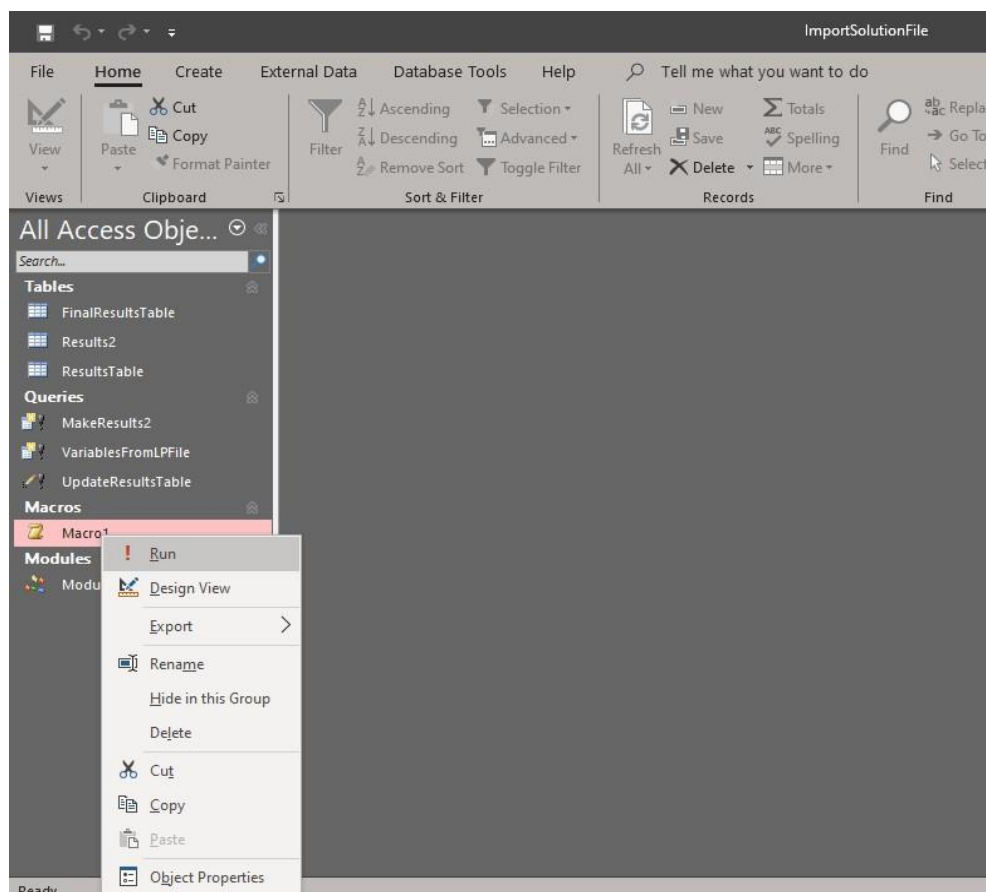 ImportSolutionFile
File Home Create External Data Database Tools Help Tell me what you want to do
View
Paste
Cut
Copy
Format Painter
Filter
Ascending
Descending
Remove Sort
Selection
Advanced
Toggle Filter
Refresh
All
New
Save
Delete
Totals
Spelling
More
Find
Repla
Go To
Select
Views Clipboard Sort & Filter Records Find
All Access Obje...
Search...
Tables
FinalResultsTable
Results2
ResultsTable
Queries
MakeResults2
VariablesFromLPFile
UpdateResultsTable
Macros
Macro1
Modules
Modu
Run
Design View
Export
Rename
Hide in this Group
Delete
Cut
Copy
Paste
Object Properties
Ready